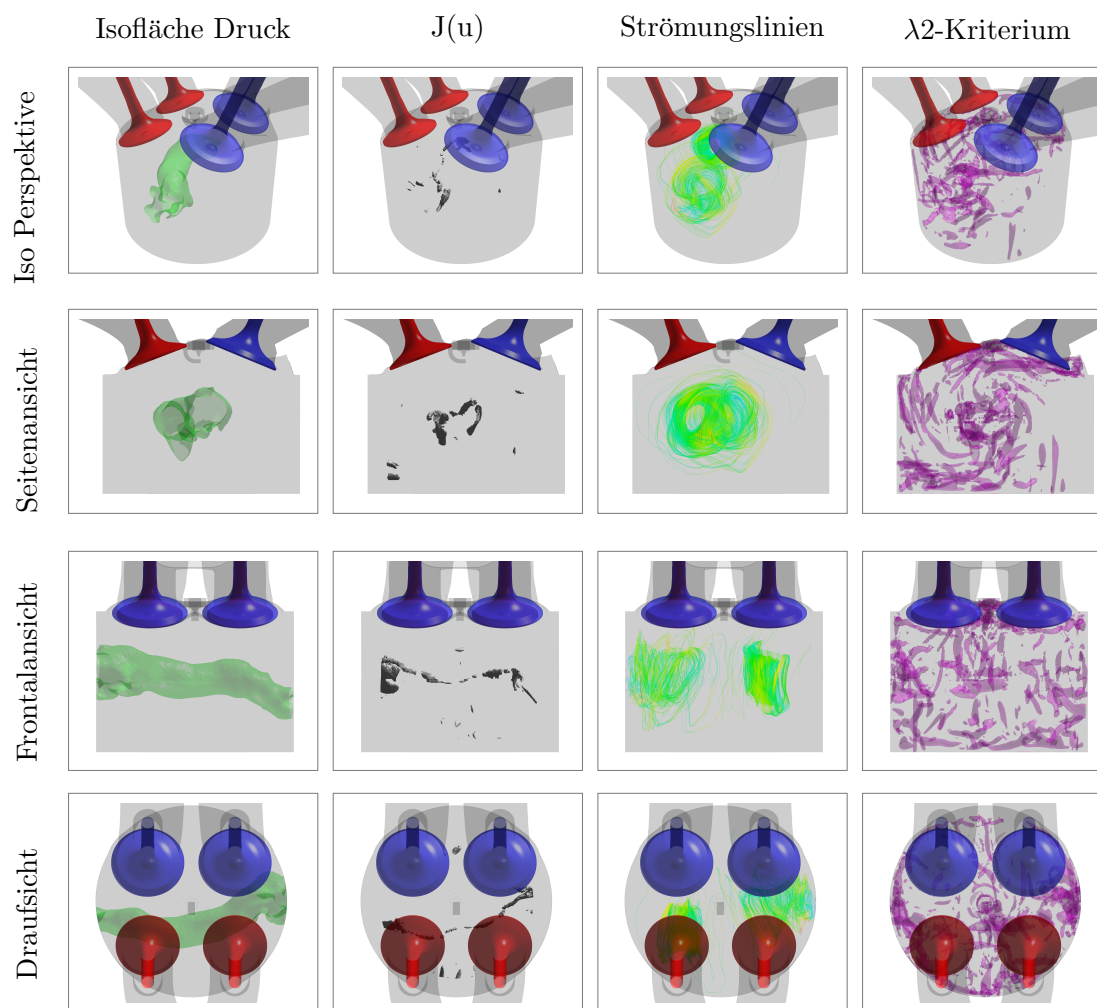 Isofläche Druck
J(u)
Strömungslinien
λ2-Kriterium
Iso Perspektive
Seitenansicht
Frontalansicht
Draufsicht